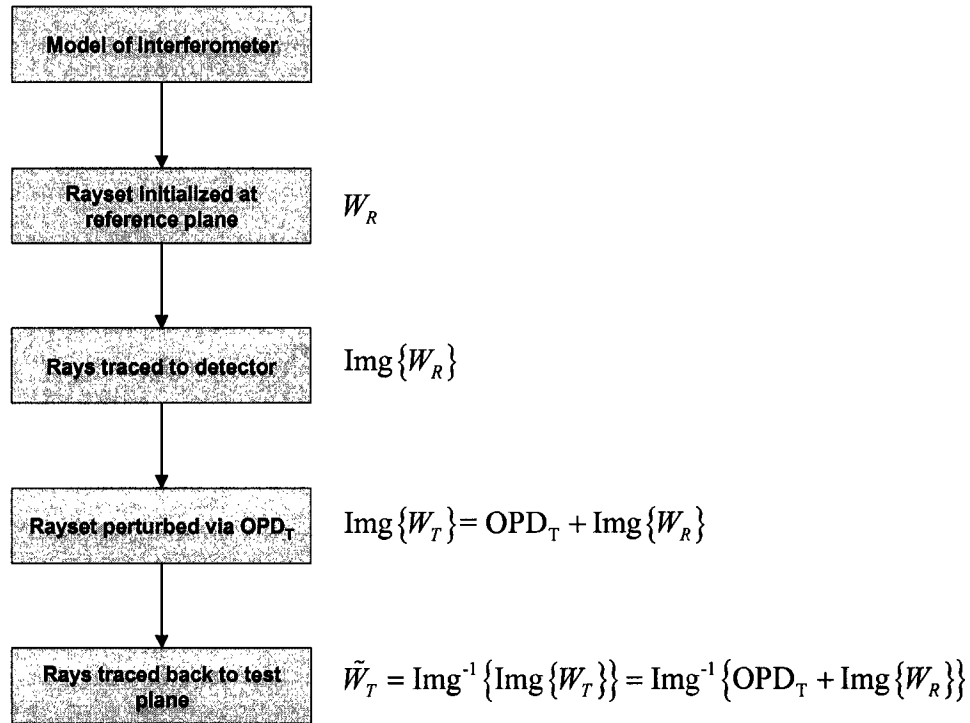 Model of Interferometer
Rayset initialized at
reference plane
W_R
Rays traced to detector
Img{W_R}
Rayset perturbed via OPD_T
Img{W_T} = OPD_T + Img{W_R}
Rays traced back to test
plane
W̃_T = Img⁻¹{Img{W_T}} = Img⁻¹{OPD_T + Img{W_R}}